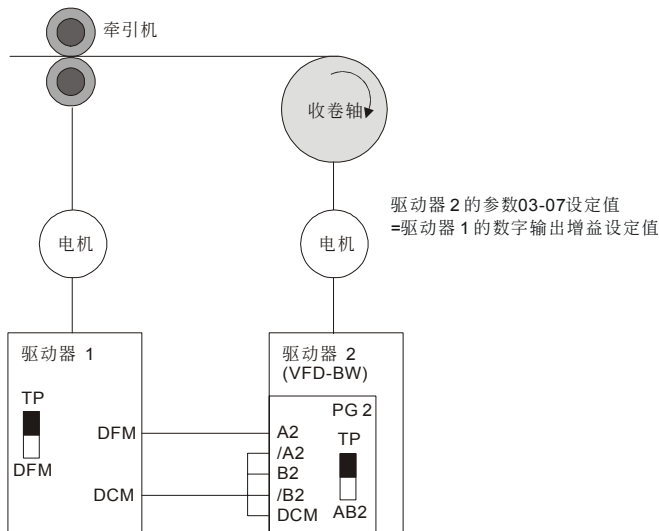 牵引机
收卷轴
驱动器 2 的参数03-07设定值
=驱动器 1 的数字输出增益设定值
电机
电机
驱动器 1
TP
DFM
DFM
DCM
驱动器 2
(VFD-BW)
PG 2
A2
/A2
B2
/B2
DCM
TP
AB2